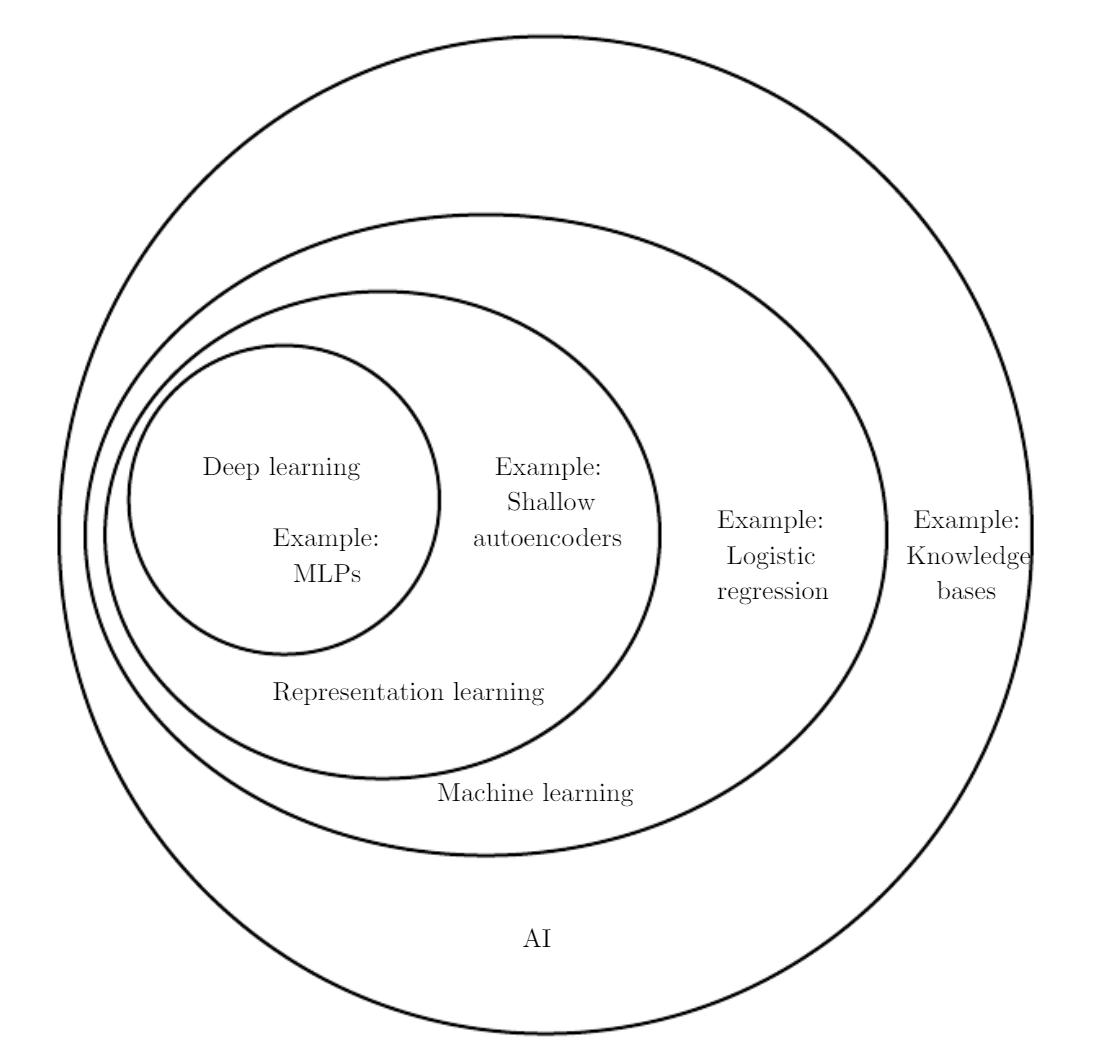 Deep learning
Example:
MLPs
Example:
Shallow
autoencoders
Example:
Logistic
regression
Example:
Knowledge
bases
Representation learning
Machine learning
AI